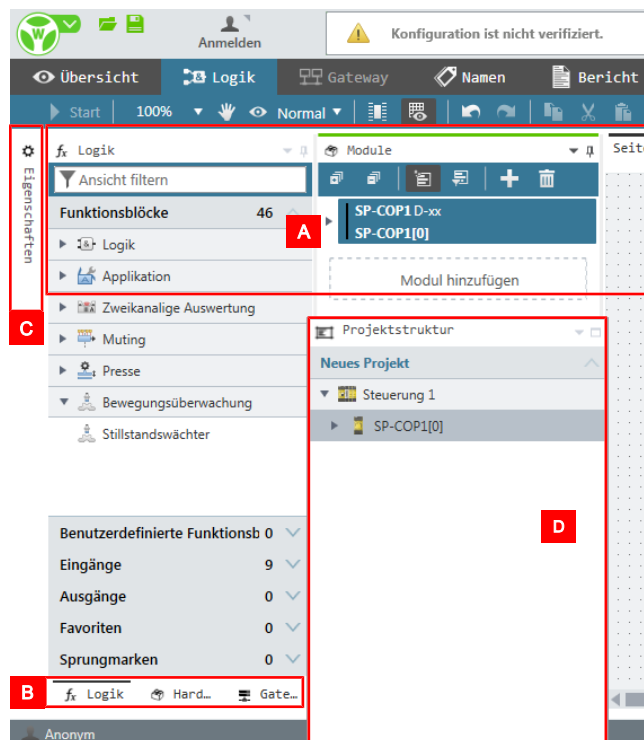 W
Anmelden
Konfiguration ist nicht verifiziert.
Übersicht
Logik
Gateway
Namen
Bericht
Start
100%
Normal
C
Eigenschaften
fx Logik
Ansicht filtern
Funktionsblöcke 46
Logik
Applikation
Zweikanalige Auswertung
Muting
Presse
Bewegungsüberwachung
Stillstandswächter
Benutzerdefinierte Funktionsb 0
Eingänge 9
Ausgänge 0
Favoriten 0
Sprungmarken 0
B
fx Logik
Hard…
Gate…
Anonym
Module
A
SP-COP1 D-xx
SP-COP1[0]
Modul hinzufügen
Projektstruktur
Neues Projekt
Steuerung 1
SP-COP1[0]
D
Seite